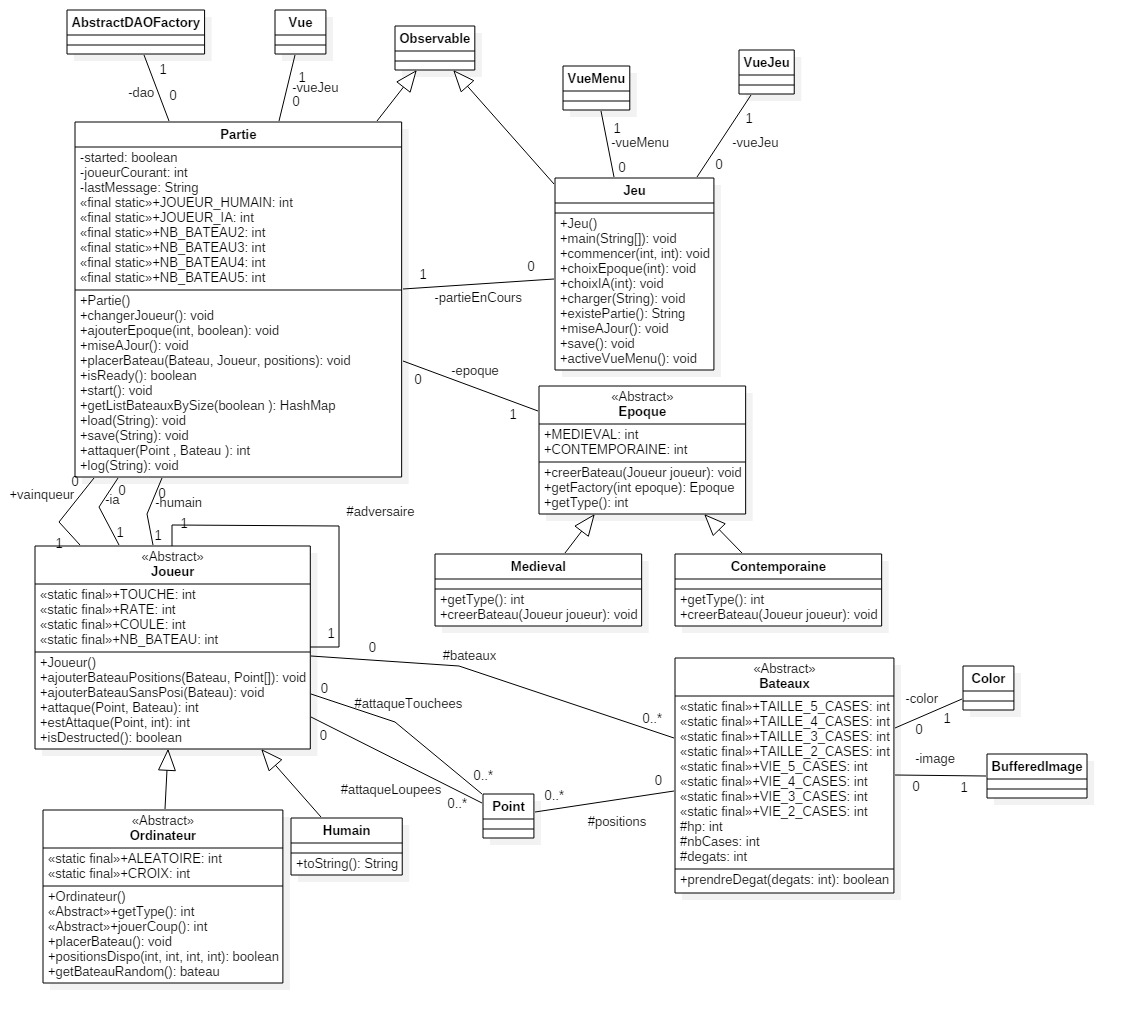 AbstractDAOFactory
Vue
Observable
VueMenu
VueJeu
1
-dao
0
1
-vueJeu
0
1
-vueMenu
0
1
-vueJeu
0
Partie
-started: boolean
-joueurCourant: int
-lastMessage: String
«final static»+JOUEUR_HUMAIN: int
«final static»+JOUEUR_IA: int
«final static»+NB_BATEAU2: int
«final static»+NB_BATEAU3: int
«final static»+NB_BATEAU4: int
«final static»+NB_BATEAU5: int
+Partie()
+changerJoueur(): void
+ajouterEpoque(int, boolean): void
+miseAJour(): void
+placerBateau(Bateau, Joueur, positions): void
+isReady(): boolean
+start(): void
+getListBateauxBySize(boolean ): HashMap
+load(String): void
+save(String): void
+attaquer(Point , Bateau ): int
+log(String): void
Jeu
+Jeu()
+main(String[]): void
+commencer(int, int): void
+choixEpoque(int): void
+choixIA(int): void
+charger(String): void
+existePartie(): String
+miseAJour(): void
+save(): void
+activeVueMenu(): void
1
0
-partieEnCours
-epoque
0
1
«Abstract»
Epoque
+MEDIEVAL: int
+CONTEMPORAINE: int
+creerBateau(Joueur joueur): void
+getFactory(int epoque): Epoque
+getType(): int
Medieval
+getType(): int
+creerBateau(Joueur joueur): void
Contemporaine
+getType(): int
+creerBateau(Joueur joueur): void
0
+vainqueur
1
0
-ia
1
0
-humain
1
1
#adversaire
1
«Abstract»
Joueur
«static final»+TOUCHE: int
«static final»+RATE: int
«static final»+COULE: int
«static final»+NB_BATEAU: int
+Joueur()
+ajouterBateauPositions(Bateau, Point[]): void
+ajouterBateauSansPosi(Bateau): void
+attaque(Point, Bateau): int
+estAttaque(Point, int): int
+isDestructed(): boolean
0
#bateaux
0..*
0
#attaqueTouchees
0..*
0
#attaqueLoupees
0..*
Point
0..*
#positions
0
«Abstract»
Bateaux
«static final»+TAILLE_5_CASES: int
«static final»+TAILLE_4_CASES: int
«static final»+TAILLE_3_CASES: int
«static final»+TAILLE_2_CASES: int
«static final»+VIE_5_CASES: int
«static final»+VIE_4_CASES: int
«static final»+VIE_3_CASES: int
«static final»+VIE_2_CASES: int
#hp: int
#nbCases: int
#degats: int
+prendreDegat(degats: int): boolean
-color
0
1
Color
-image
0
1
BufferedImage
«Abstract»
Ordinateur
«static final»+ALEATOIRE: int
«static final»+CROIX: int
+Ordinateur()
«Abstract»+getType(): int
«Abstract»+jouerCoup(): int
+placerBateau(): void
+positionsDispo(int, int, int, int): boolean
+getBateauRandom(): bateau
Humain
+toString(): String